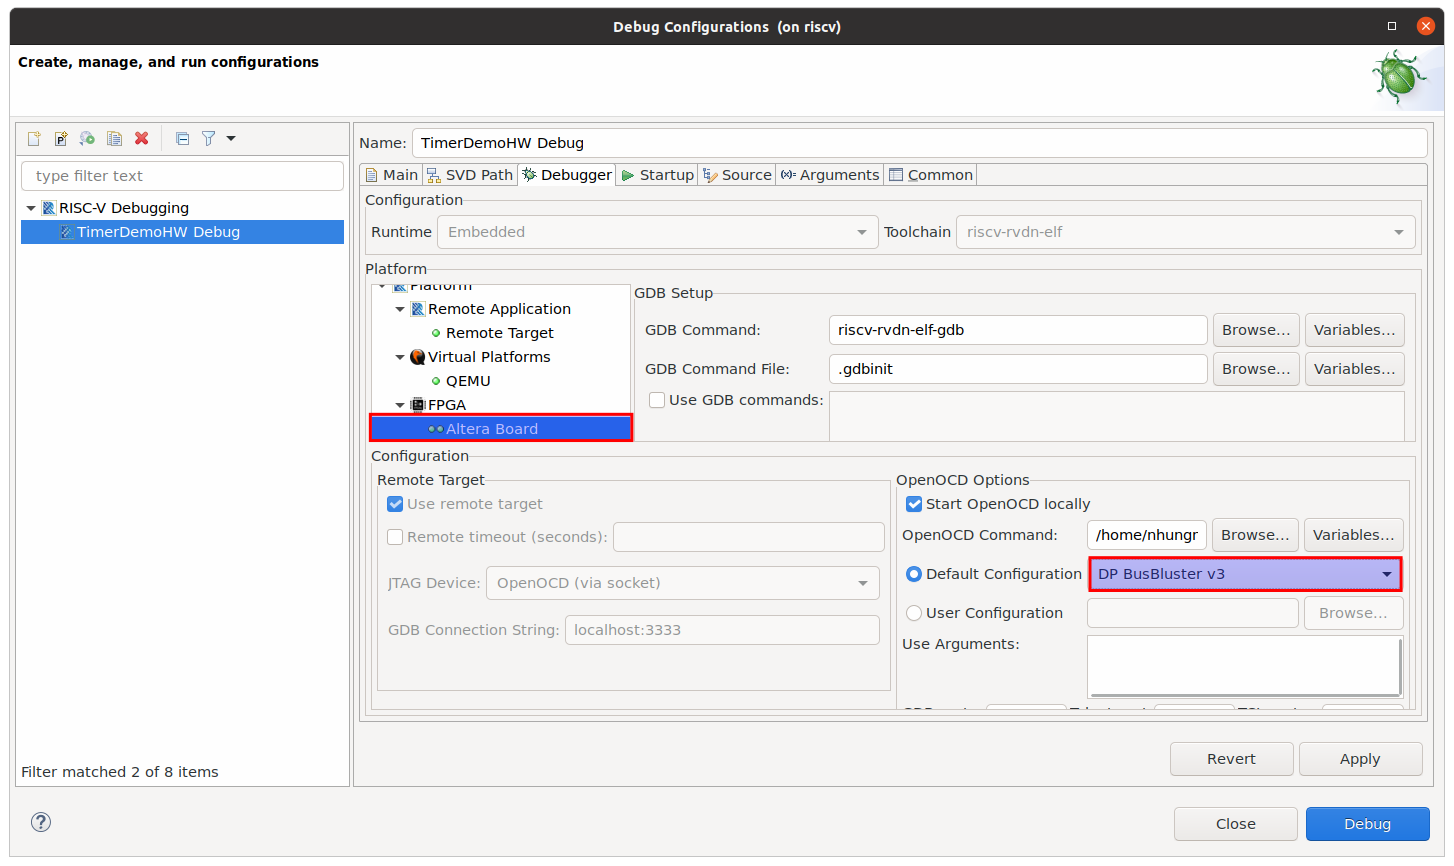 Debug Configurations (on riscv)
Create, manage, and run configurations
type filter text
RISC-V Debugging
TimerDemoHW Debug
Filter matched 2 of 8 items
Name: TimerDemoHW Debug
Main SVD Path Debugger Startup Source Arguments Common
Configuration
Runtime Embedded Toolchain riscv-rvdn-elf
Platform
Platform
Remote Application
Remote Target
Virtual Platforms
QEMU
FPGA
Altera Board
GDB Setup
GDB Command: riscv-rvdn-elf-gdb Browse... Variables...
GDB Command File: .gdbinit Browse... Variables...
Use GDB commands:
Configuration
Remote Target
Use remote target
Remote timeout (seconds):
JTAG Device: OpenOCD (via socket)
GDB Connection String: localhost:3333
OpenOCD Options
Start OpenOCD locally
OpenOCD Command: /home/nhungr Browse... Variables...
Default Configuration DP BusBluster v3
User Configuration Browse...
Use Arguments:
Revert Apply
Close Debug